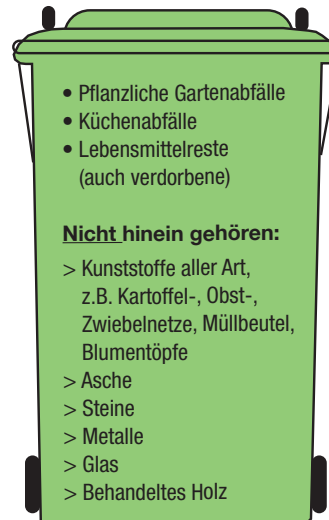 • Pflanzliche Gartenabfälle
• Küchenabfälle
• Lebensmittelreste
(auch verdorbene)
Nicht hinein gehören:
> Kunststoffe aller Art,
z.B. Kartoffel-, Obst-,
Zwiebelnetze, Müllbeutel,
Blumentöpfe
> Asche
> Steine
> Metalle
> Glas
> Behandeltes Holz